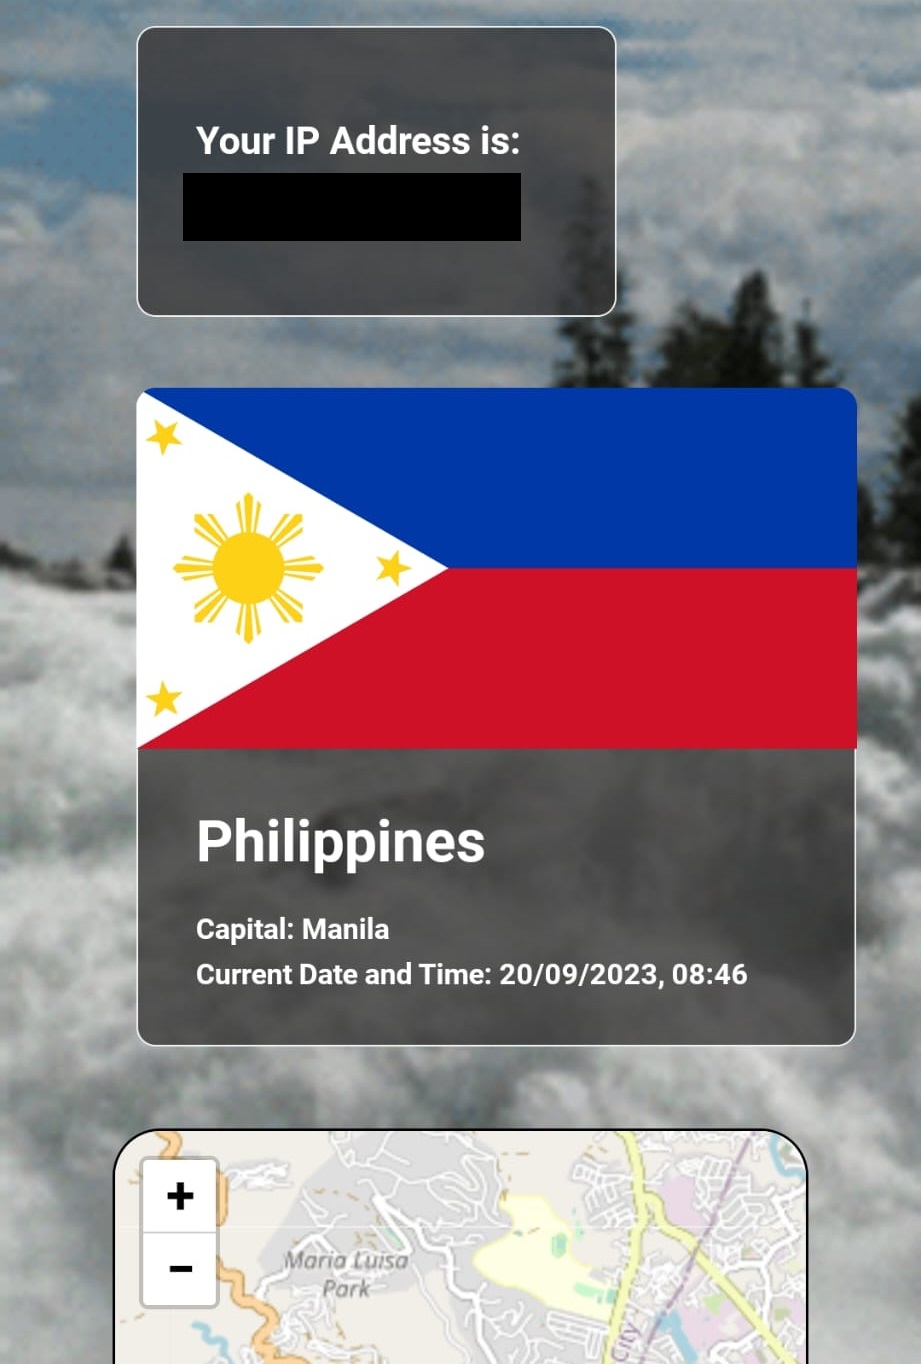 Your IP Address is:
Philippines
Capital: Manila
Current Date and Time: 20/09/2023, 08:46
+
−
Maria Luisa
Park
City